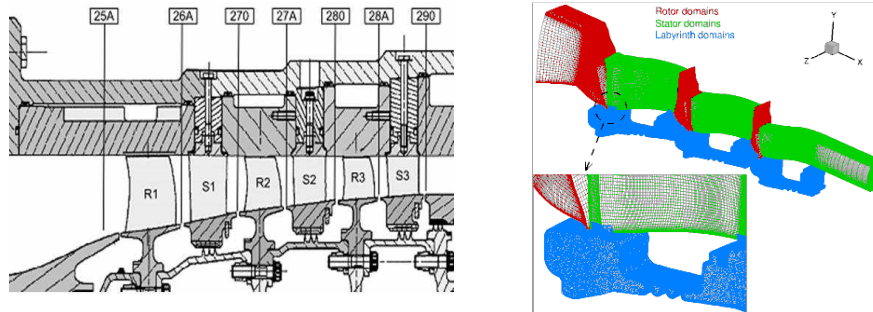 25A 26A 270 27A 280 28A 290
R1 S1 R2 S2 R3 S3
Rotor domains
Stator domains
Labyrinth domains
Y
Z X